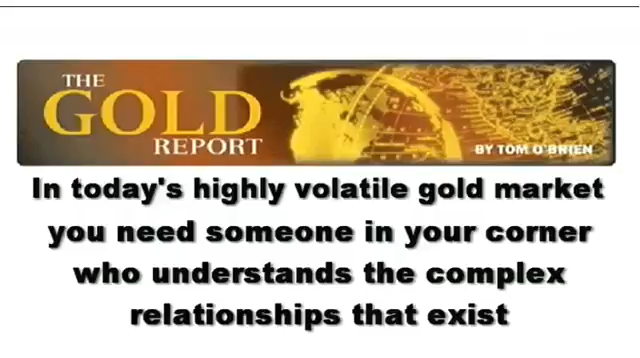 THE
GOLD
REPORT
BY TOM O'BRIEN
In today's highly volatile gold market
you need someone in your corner
who understands the complex
relationships that exist